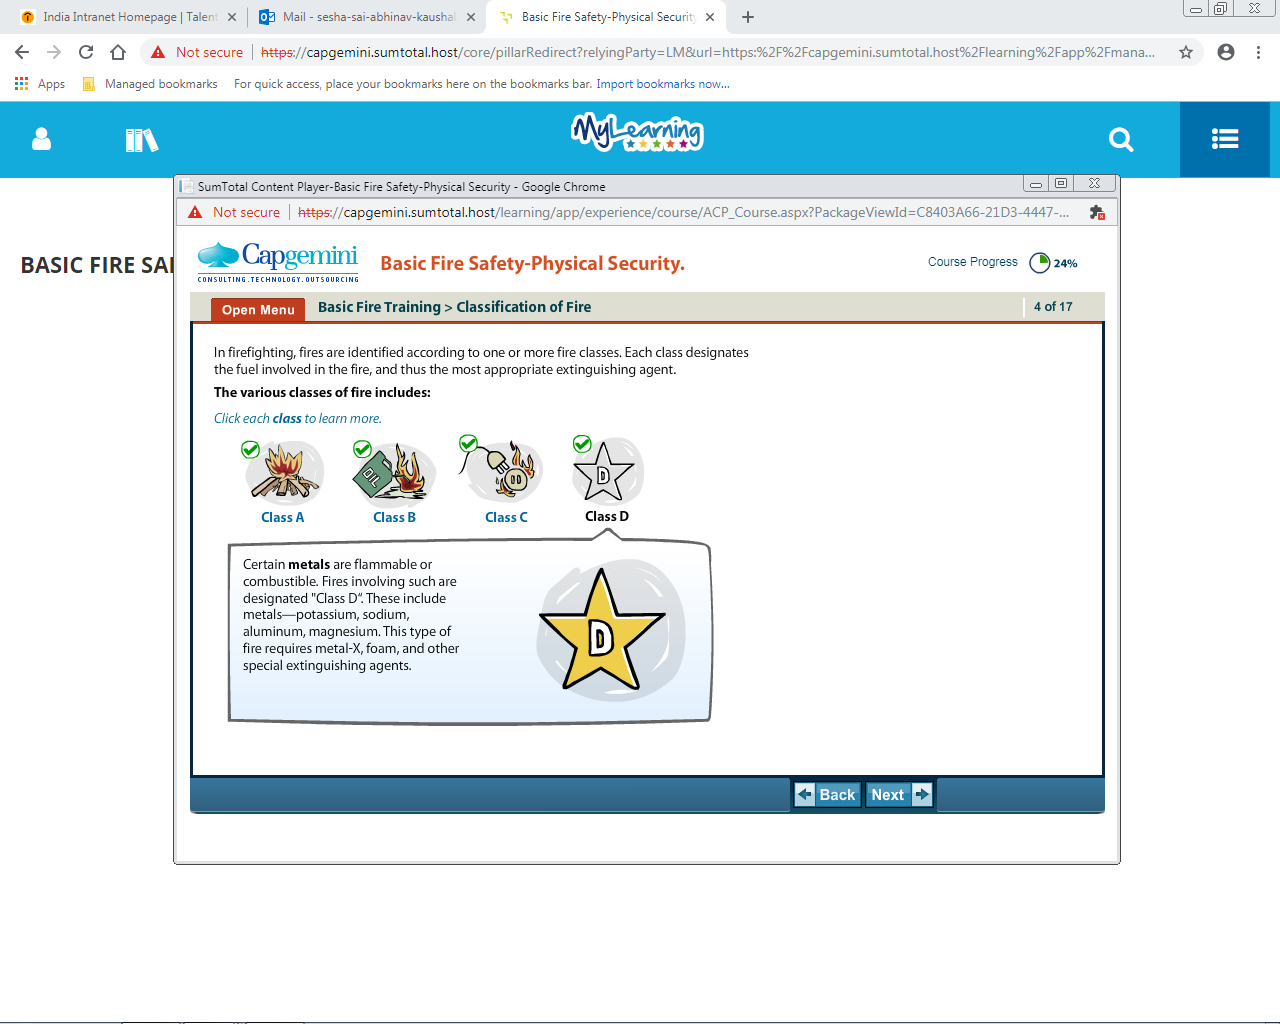 India Intranet Homepage | Talent
Mail - sesha-sai-abhinav-kaushal
Basic Fire Safety-Physical Security
Not secure
https://capgemini.sumtotal.host/core/pillarRedirect?relyingParty=LM&url=https:%2F%2Fcapgemini.sumtotal.host%2Flearning%2Fapp%2Fmana...
Apps
Managed bookmarks
For quick access, place your bookmarks here on the bookmarks bar. Import bookmarks now...
MyLearning
SumTotal Content Player-Basic Fire Safety-Physical Security - Google Chrome
Not secure
https://capgemini.sumtotal.host/learning/app/experience/course/ACP_Course.aspx?PackageViewId=C8403A66-21D3-4447-...
BASIC FIRE SA
Capgemini
CONSULTING.TECHNOLOGY.OUTSOURCING
Basic Fire Safety-Physical Security.
Course Progress
24%
Open Menu
Basic Fire Training > Classification of Fire
4 of 17
In firefighting, fires are identified according to one or more fire classes. Each class designates
the fuel involved in the fire, and thus the most appropriate extinguishing agent.
The various classes of fire includes:
Click each class to learn more.
OIL
D
Class A
Class B
Class C
Class D
Certain metals are flammable or
combustible. Fires involving such are
designated "Class D". These include
metals—potassium, sodium,
aluminum, magnesium. This type of
fire requires metal-X, foam, and other
special extinguishing agents.
D
Back
Next